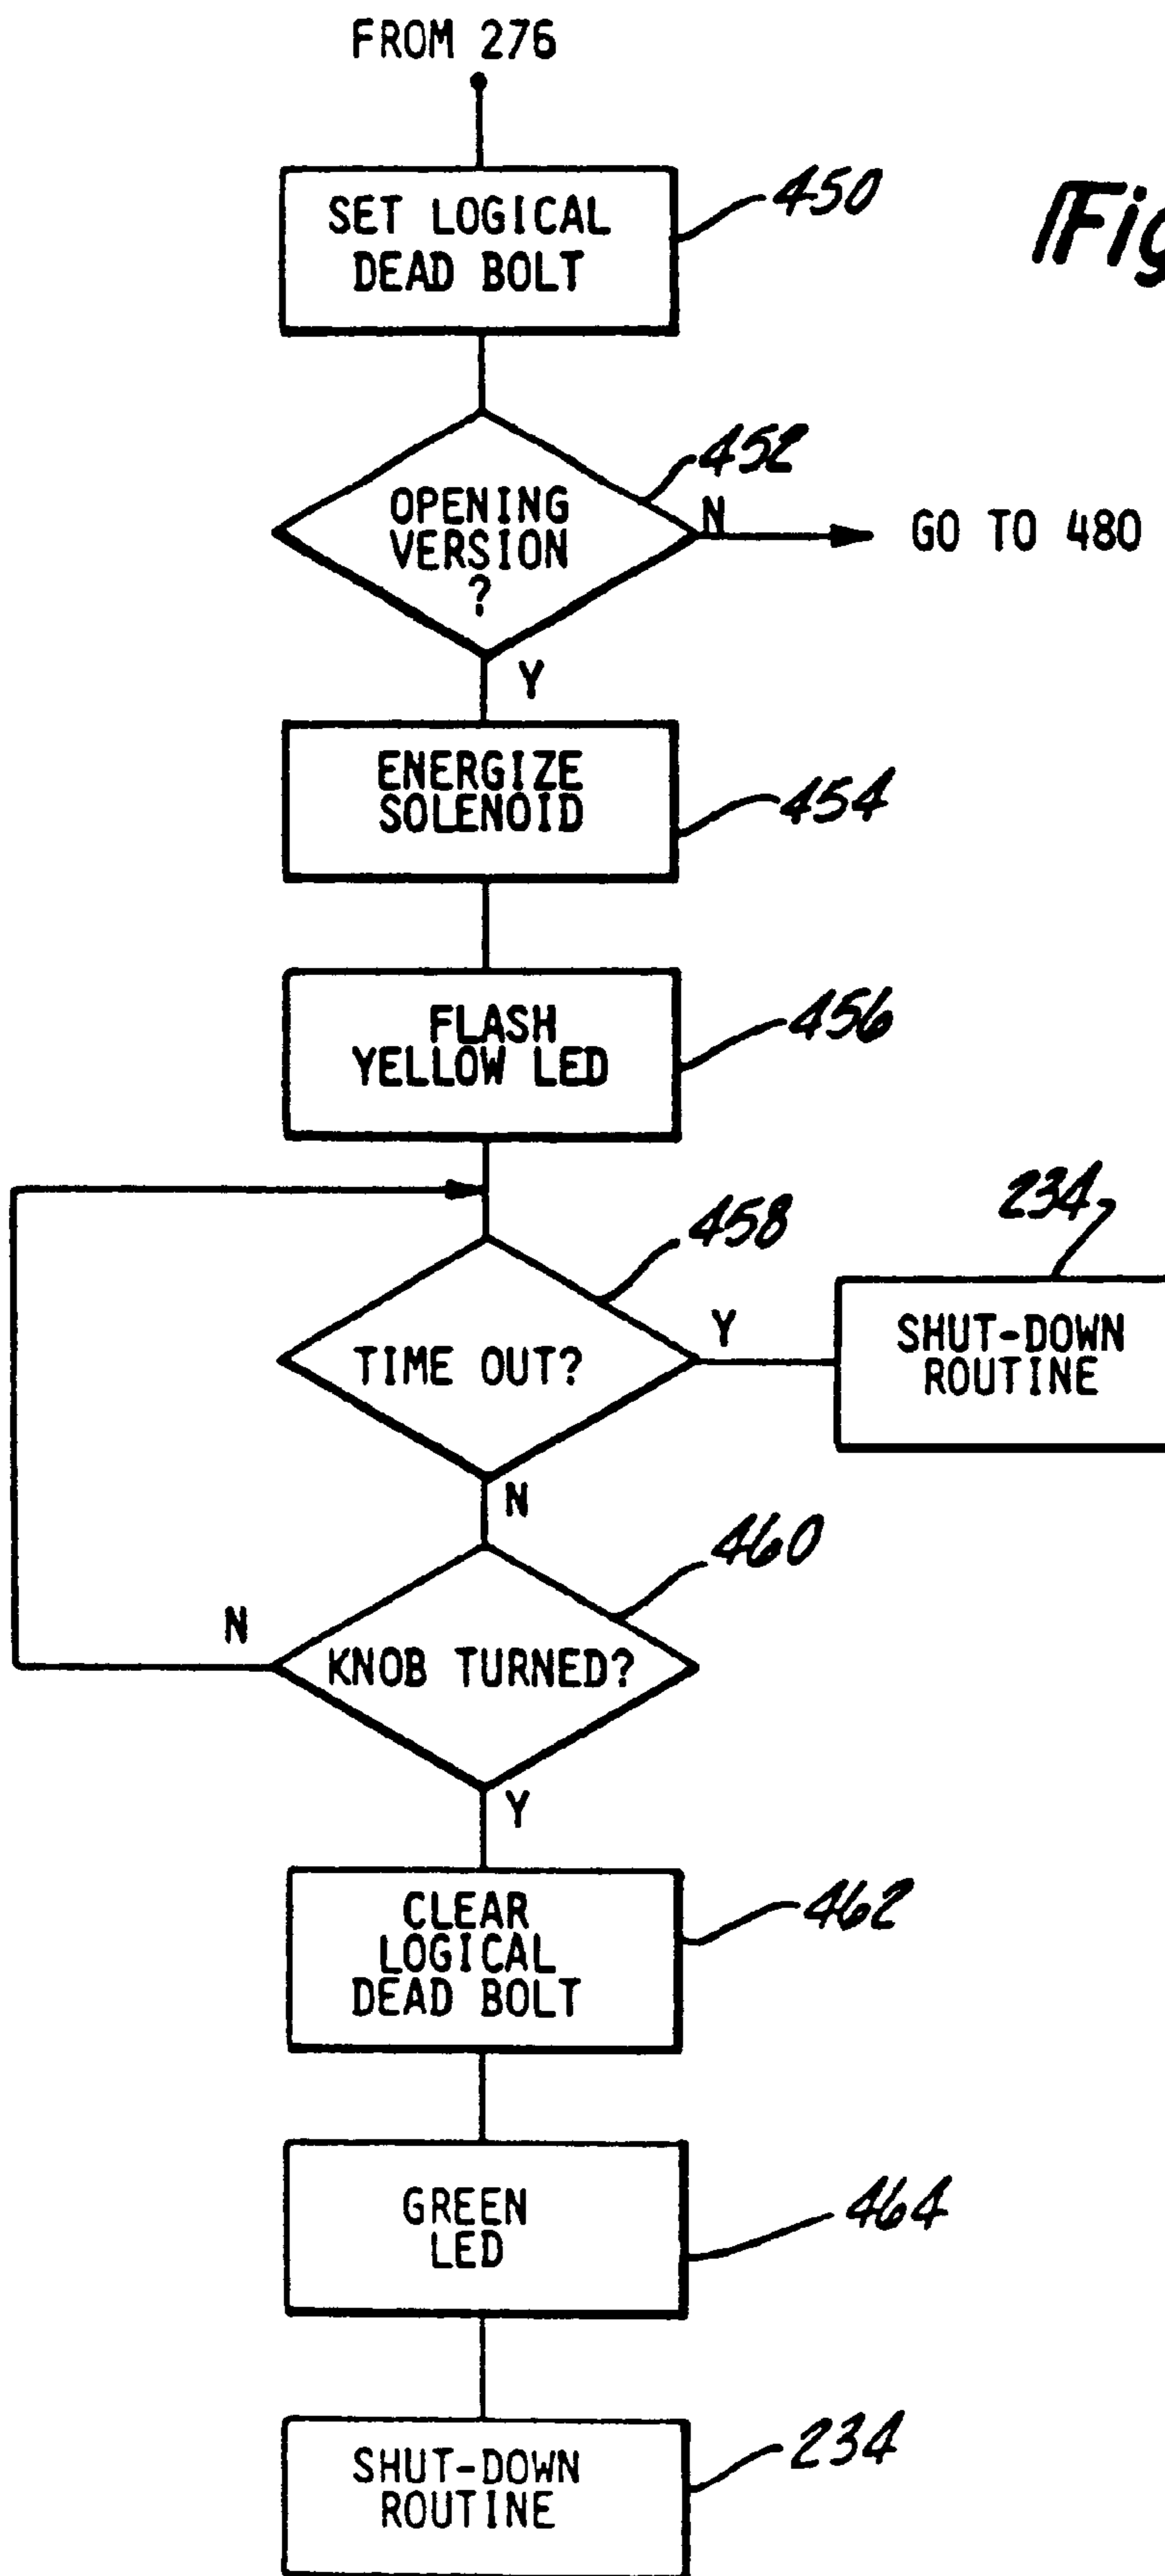 FROM 276
SET LOGICAL
DEAD BOLT
450
Fig
OPENING
VERSION
?
452
N
GO TO 480
Y
ENERGIZE
SOLENOID
454
FLASH
YELLOW LED
456
TIME OUT?
458
Y
234
SHUT-DOWN
ROUTINE
N
KNOB TURNED?
460
N
Y
CLEAR
LOGICAL
DEAD BOLT
462
GREEN
LED
464
SHUT-DOWN
ROUTINE
234